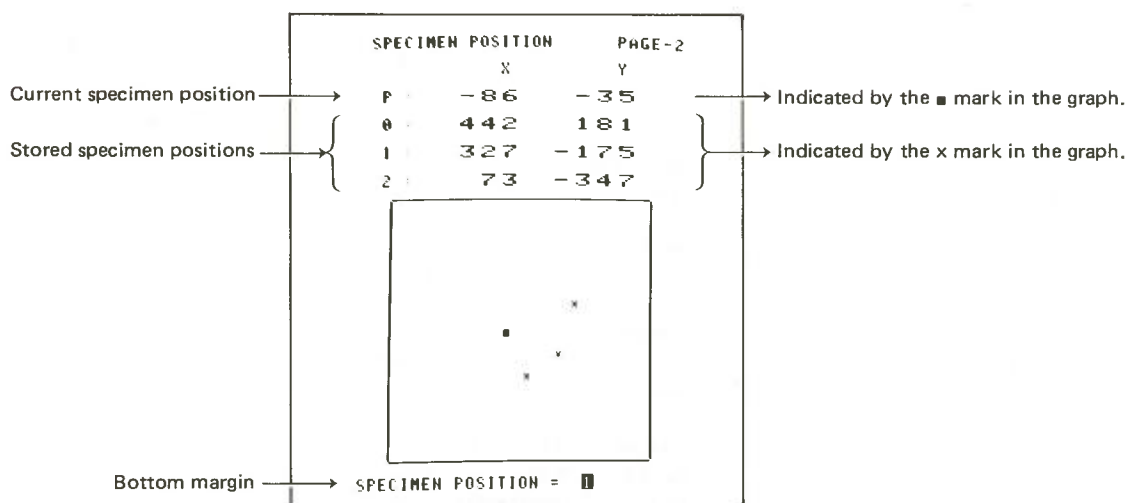 SPECIMEN POSITION PAGE-2
X Y
Current specimen position P -86 -35 Indicated by the ■ mark in the graph.
0 442 181
Stored specimen positions 1 327 -175 Indicated by the x mark in the graph.
2 73 -347
Bottom margin SPECIMEN POSITION = 1